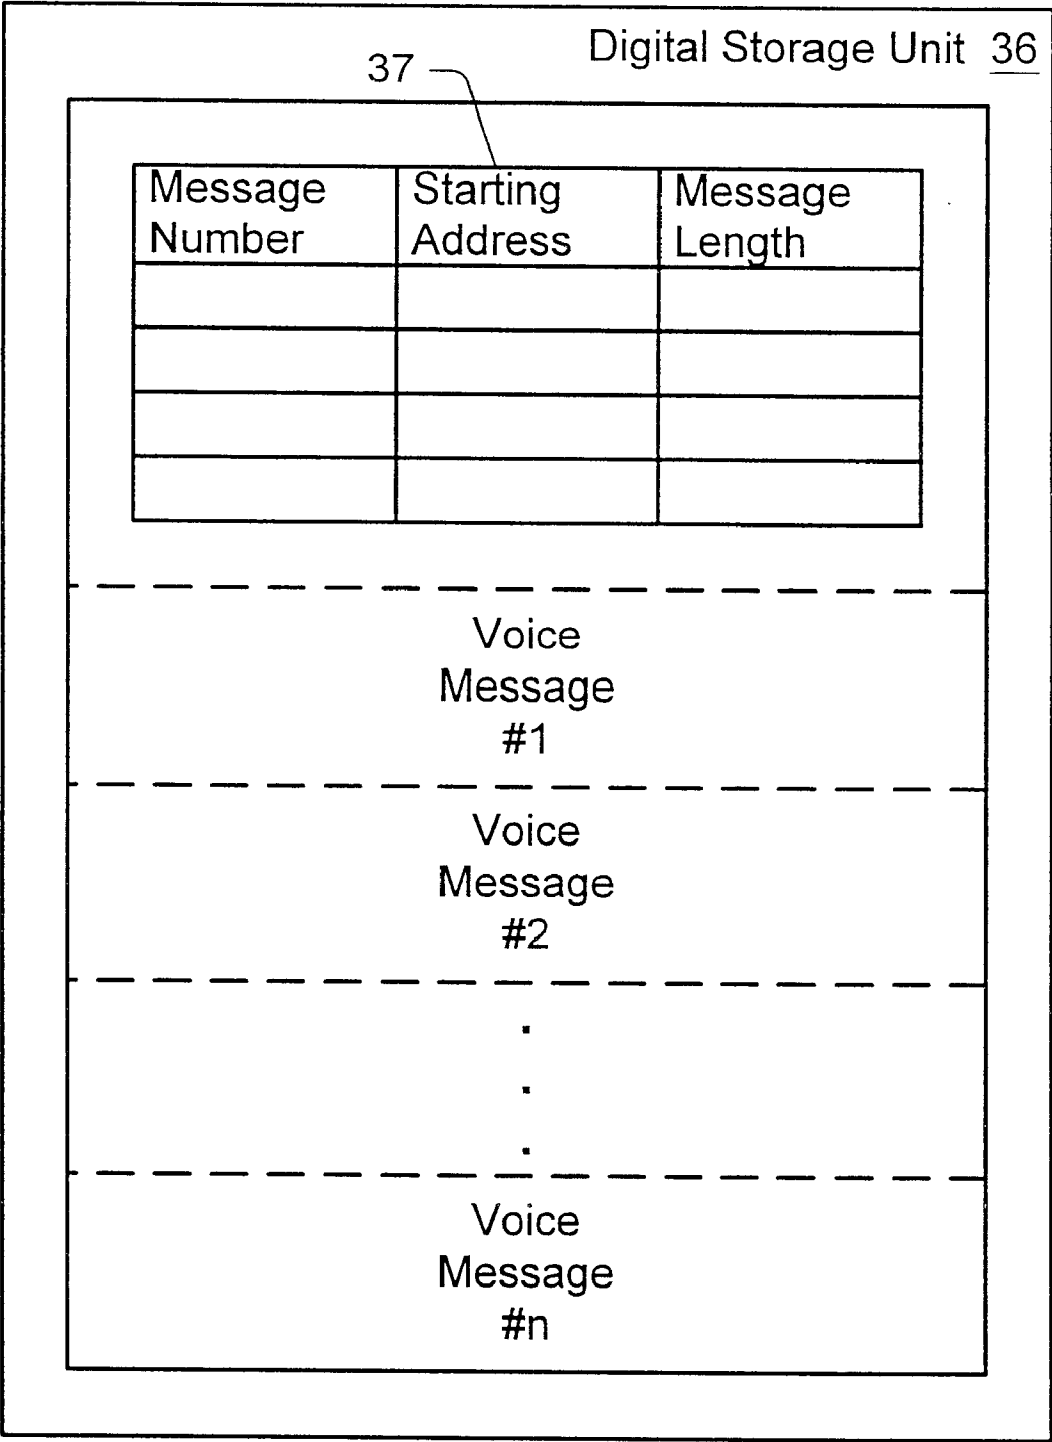 Digital Storage Unit 36
37
Message Number
Starting Address
Message Length
Voice
Message
#1
Voice
Message
#2
.
.
.
Voice
Message
#n